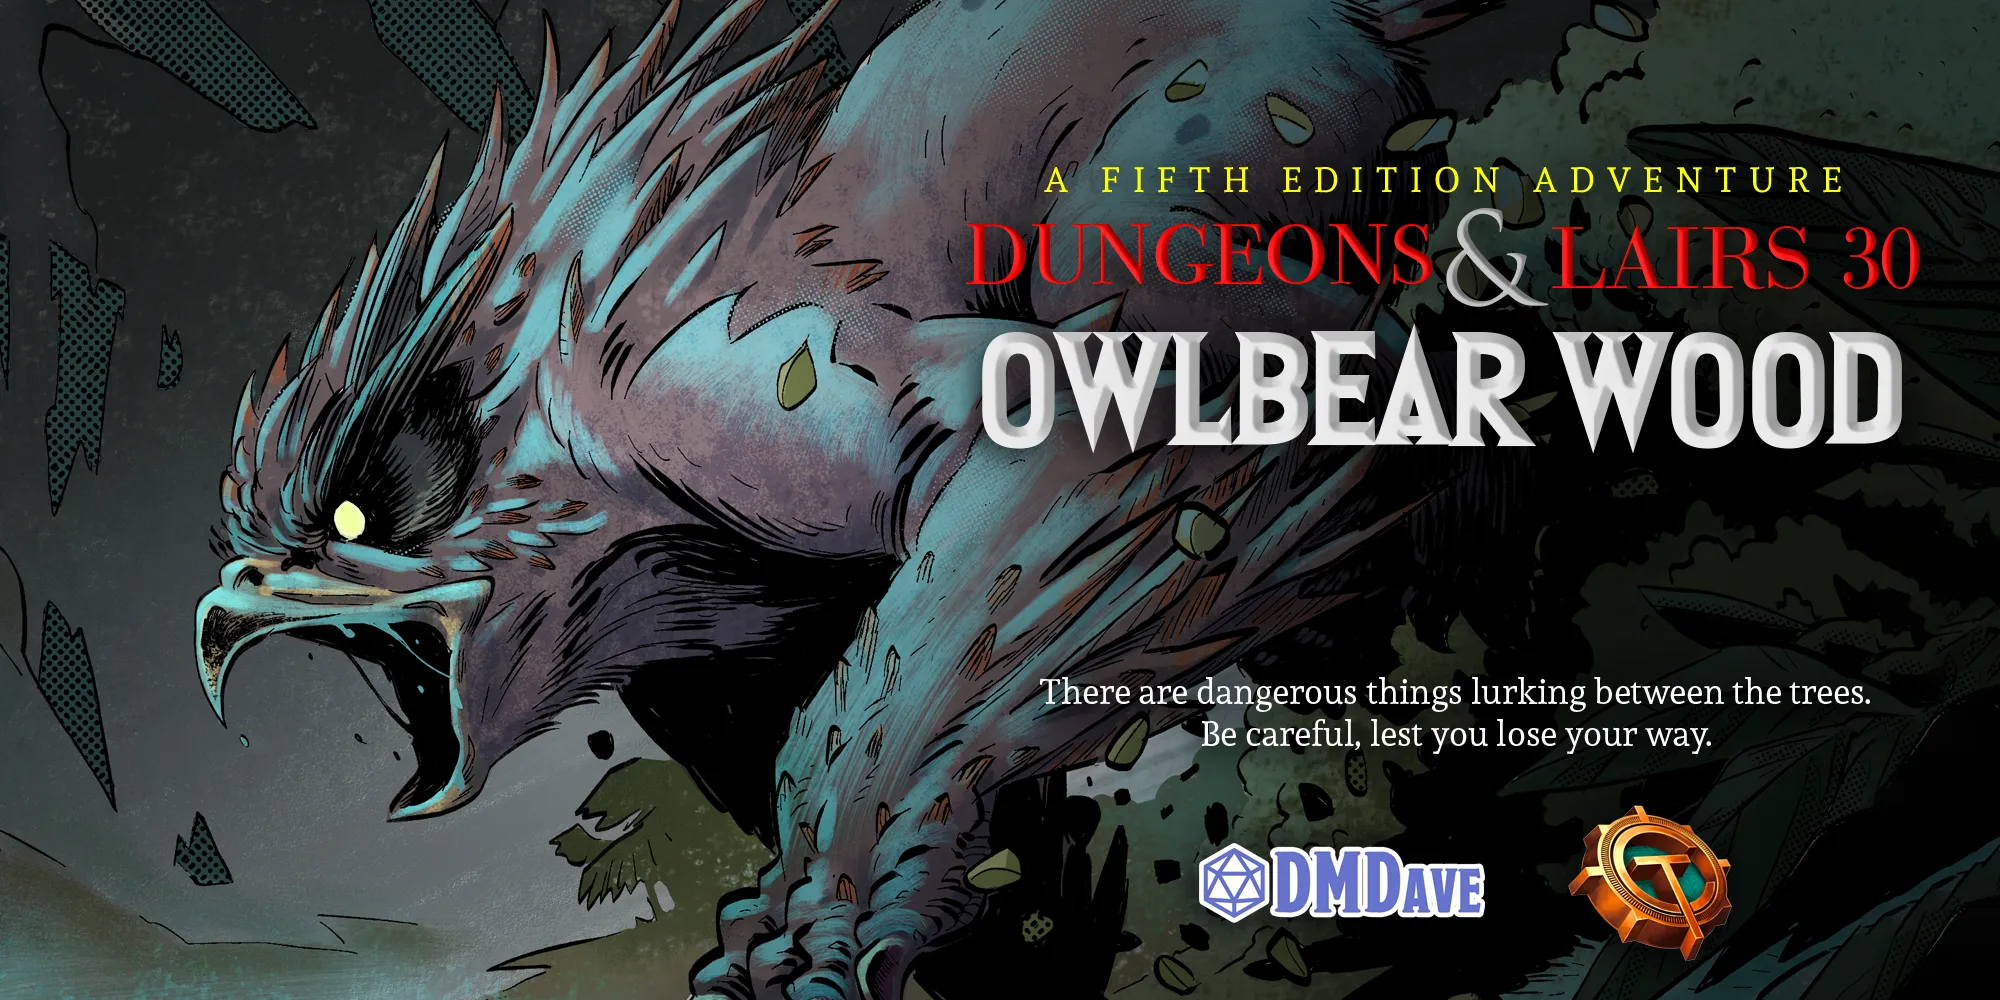 A FIFTH EDITION ADVENTURE
DUNGEONS & LAIRS 30
OWLBEAR WOOD
There are dangerous things lurking between the trees.
Be careful, lest you lose your way.
DMDAVE